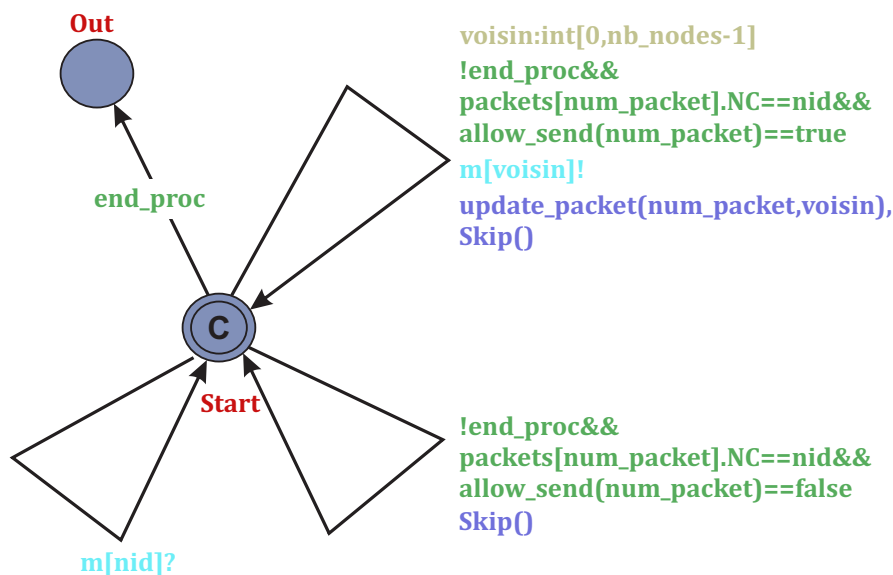 Out
voisin:int[0,nb_nodes-1]
!end_proc&&
packets[num_packet].NC==nid&&
allow_send(num_packet)==true
m[voisin]!
update_packet(num_packet,voisin),
Skip()
end_proc
C
Start
!end_proc&&
packets[num_packet].NC==nid&&
allow_send(num_packet)==false
Skip()
m[nid]?